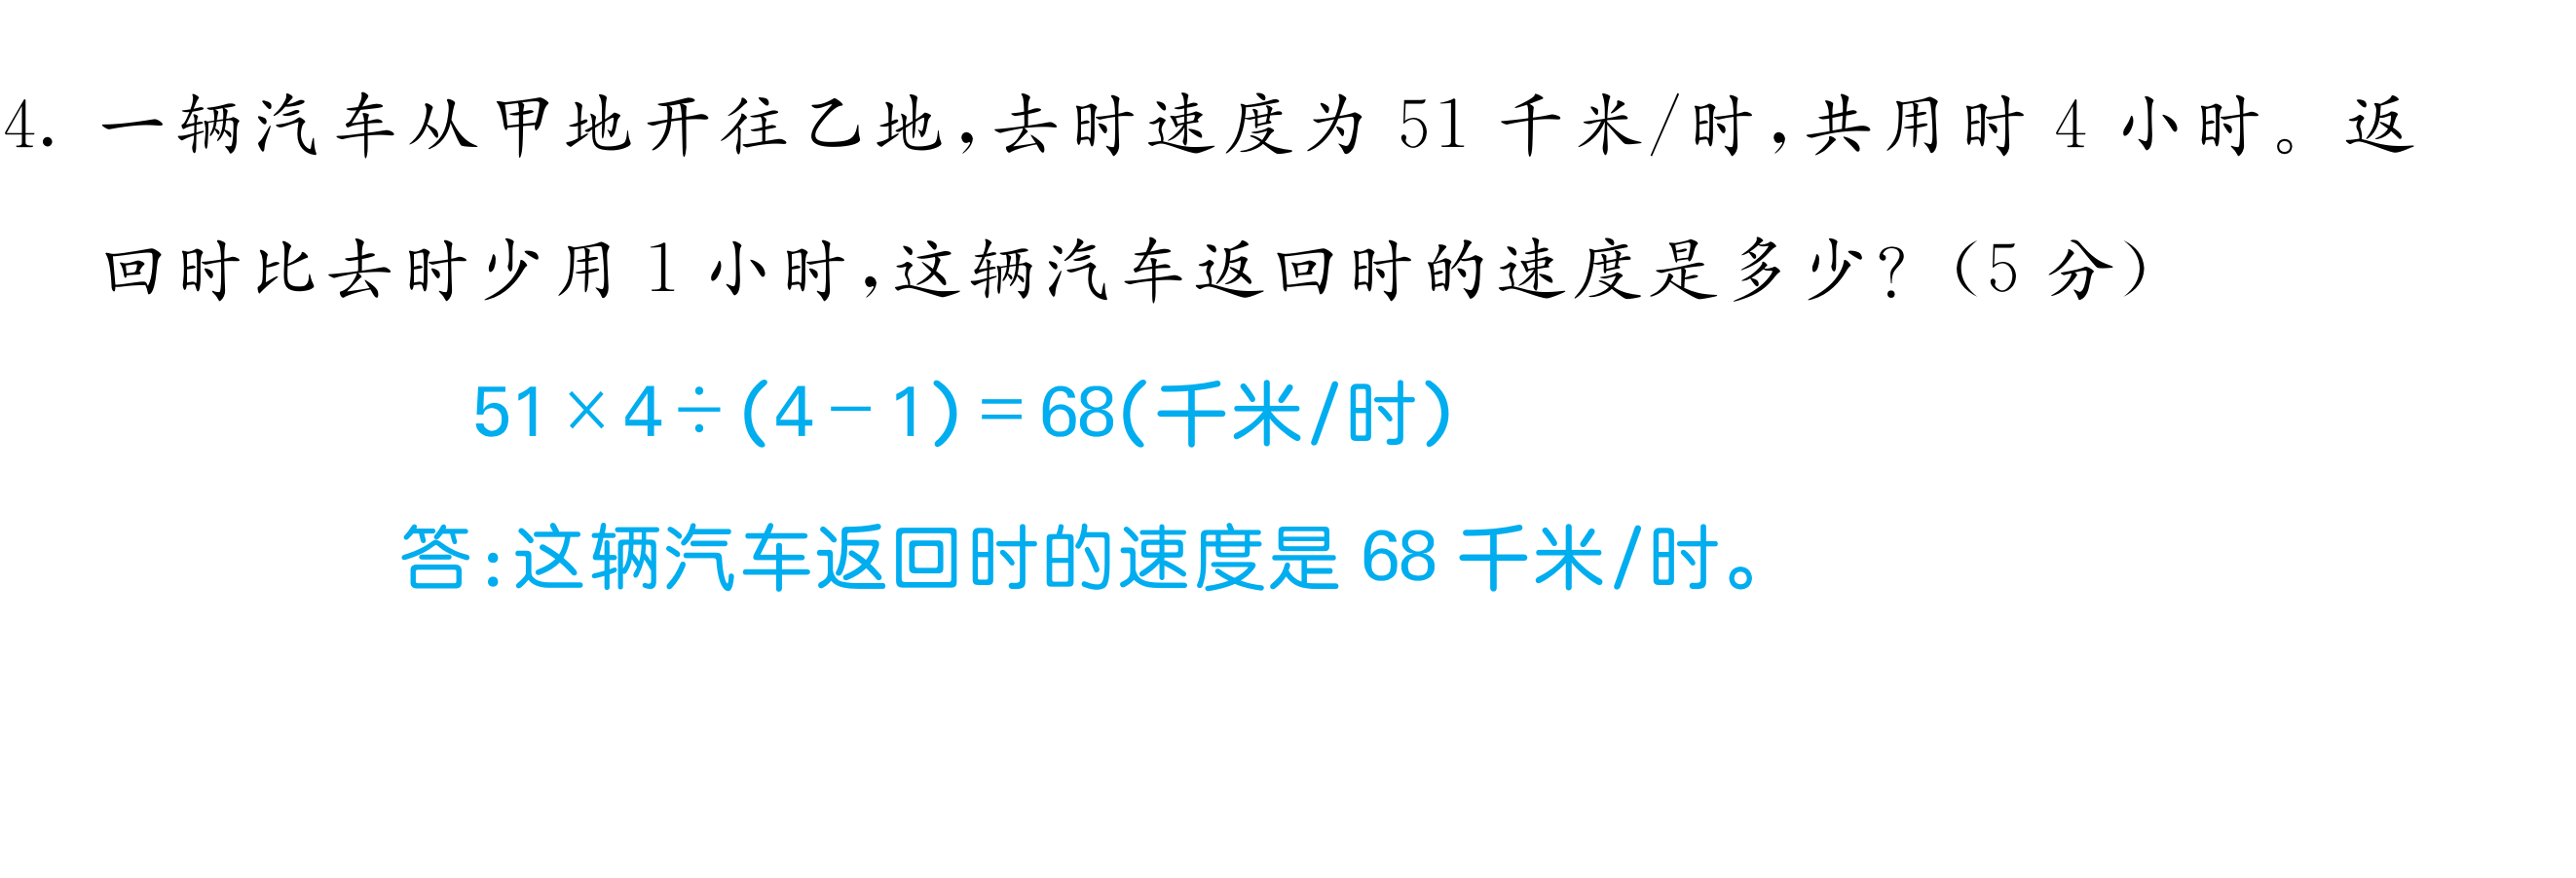 4. 一辆汽车从甲地开往乙地,去时速度为 51 千米/时,共用时 4 小时。返
回时比去时少用 1 小时,这辆汽车返回时的速度是多少?(5 分)
51×4÷(4-1)=68(千米/时)
答:这辆汽车返回时的速度是 68 千米/时。